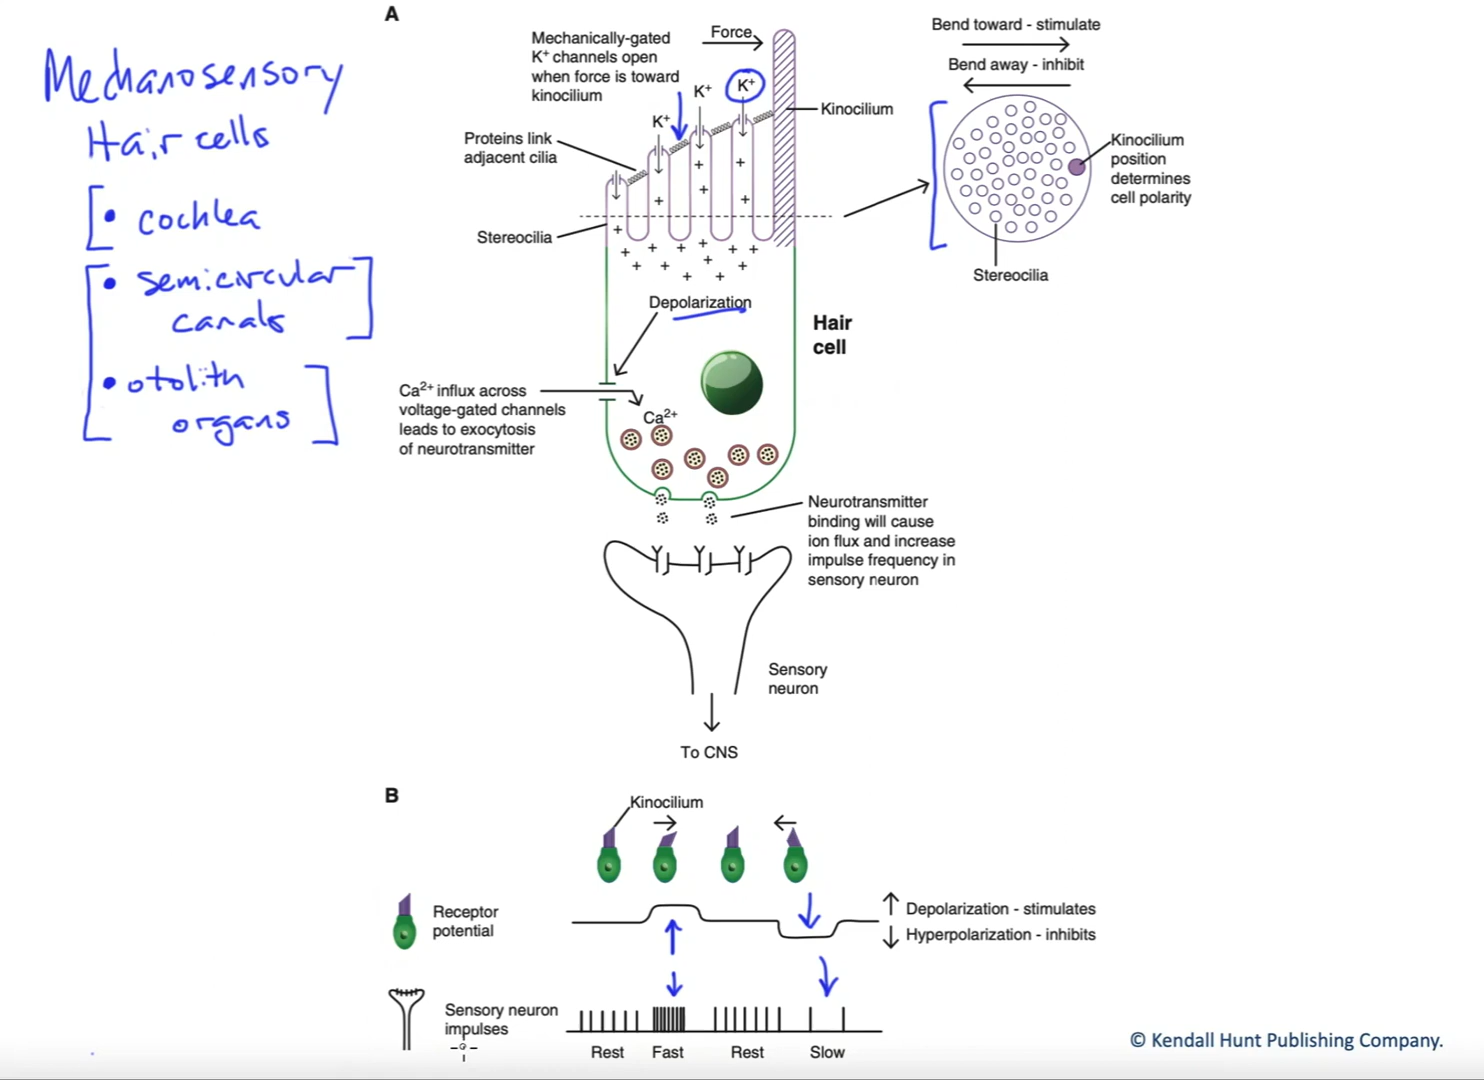 Mechanosensory
Hair cells
• cochlea
• semicircular
canals
• otolith
organs
A
Mechanically-gated
K⁺ channels open
when force is toward
kinocilium
Force
K⁺
K⁺
K⁺
Kinocilium
Proteins link
adjacent cilia
Stereocilia
Bend toward - stimulate
Bend away - inhibit
Kinocilium
position
determines
cell polarity
Stereocilia
Depolarization
Hair
cell
Ca²⁺ influx across
voltage-gated channels
leads to exocytosis
of neurotransmitter
Ca²⁺
Neurotransmitter
binding will cause
ion flux and increase
impulse frequency in
sensory neuron
Sensory
neuron
To CNS
B
Kinocilium
Receptor
potential
Depolarization - stimulates
Hyperpolarization - inhibits
Sensory neuron
impulses
Rest Fast Rest Slow
© Kendall Hunt Publishing Company.